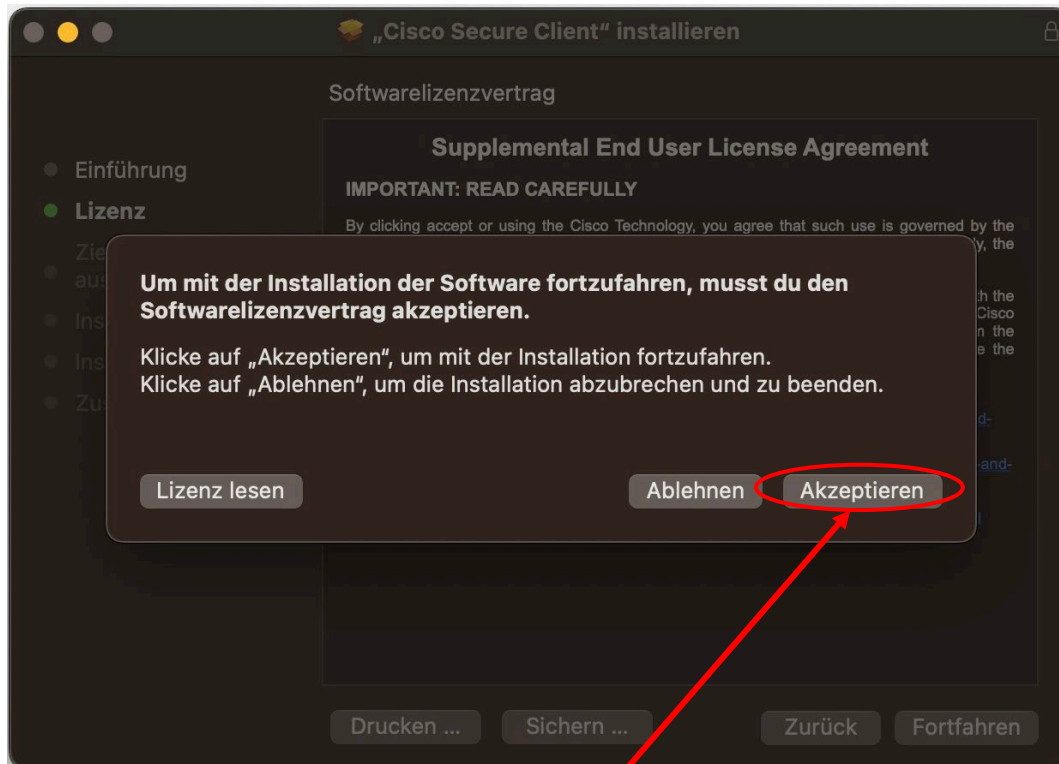 „Cisco Secure Client“ installieren
Softwarelizenzvertrag
Supplemental End User License Agreement
Einführung
IMPORTANT: READ CAREFULLY
Lizenz
By clicking accept or using the Cisco Technology, you agree that such use is governed by the
Um mit der Installation der Software fortzufahren, musst du den
Softwarelizenzvertrag akzeptieren.
Klicke auf „Akzeptieren“, um mit der Installation fortzufahren.
Klicke auf „Ablehnen“, um die Installation abzubrechen und zu beenden.
Lizenz lesen
Ablehnen
Akzeptieren
Drucken ...
Sichern ...
Zurück
Fortfahren